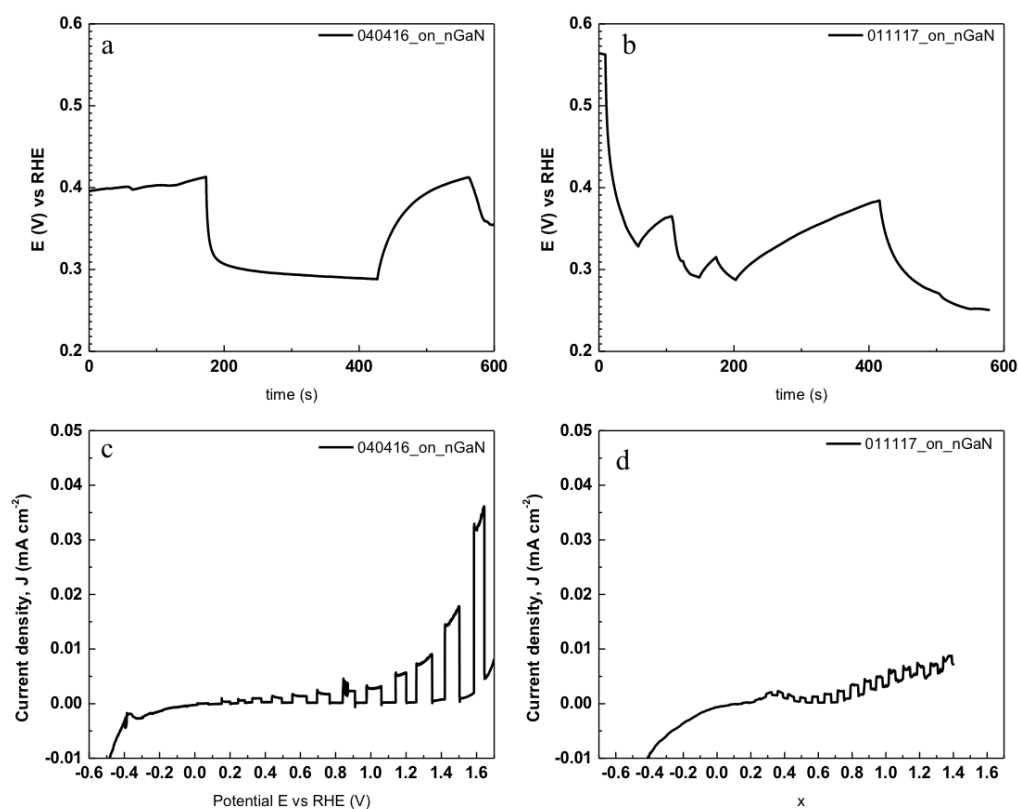 a
040416_on_nGaN
0.6
0.5
0.4
0.3
0.2
E (V) vs RHE
0 200 400 600
time (s)
b
011117_on_nGaN
0.6
0.5
0.4
0.3
0.2
E (V) vs RHE
0 200 400 600
time (s)
c
040416_on_nGaN
0.05
0.04
0.03
0.02
0.01
0.00
-0.01
Current density, J (mA cm-2)
-0.6 -0.4 -0.2 0.0 0.2 0.4 0.6 0.8 1.0 1.2 1.4 1.6
Potential E vs RHE (V)
d
011117_on_nGaN
0.05
0.04
0.03
0.02
0.01
0.00
-0.01
Current density, J (mA cm-2)
-0.6 -0.4 -0.2 0.0 0.2 0.4 0.6 0.8 1.0 1.2 1.4 1.6
x